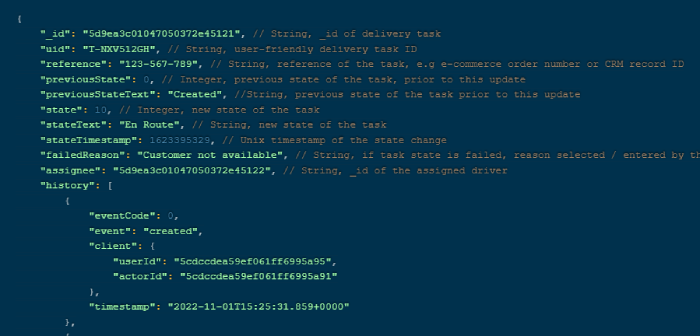 {
"_id": "5d9ea3c01047050372e45121", // String, _id of delivery task
"uid": "T-NXV512GH", // String, user-friendly delivery task ID
"reference": "123-567-789", // String, reference of the task, e.g e-commerce order number or CRM record ID
"previousState": 0, // Integer, previous state of the task, prior to this update
"previousStateText": "Created", //String, previous state of the task prior to this update
"state": 10, // Integer, new state of the task
"stateText": "En Route", // String, new state of the task
"stateTimestamp": 1623395329, // Unix timestamp of the state change
"failedReason": "Customer not available", // String, if task state is failed, reason selected / entered by th
"assignee": "5d9ea3c01047050372e45122", // String, _id of the assigned driver
"history": [
{
"eventCode": 0,
"event": "created",
"client": {
"userId": "5cdccdea59ef061ff6995a95",
"actorId": "5cdccdea59ef061ff6995a91"
},
"timestamp": "2022-11-01T15:25:31.859+0000"
},
{